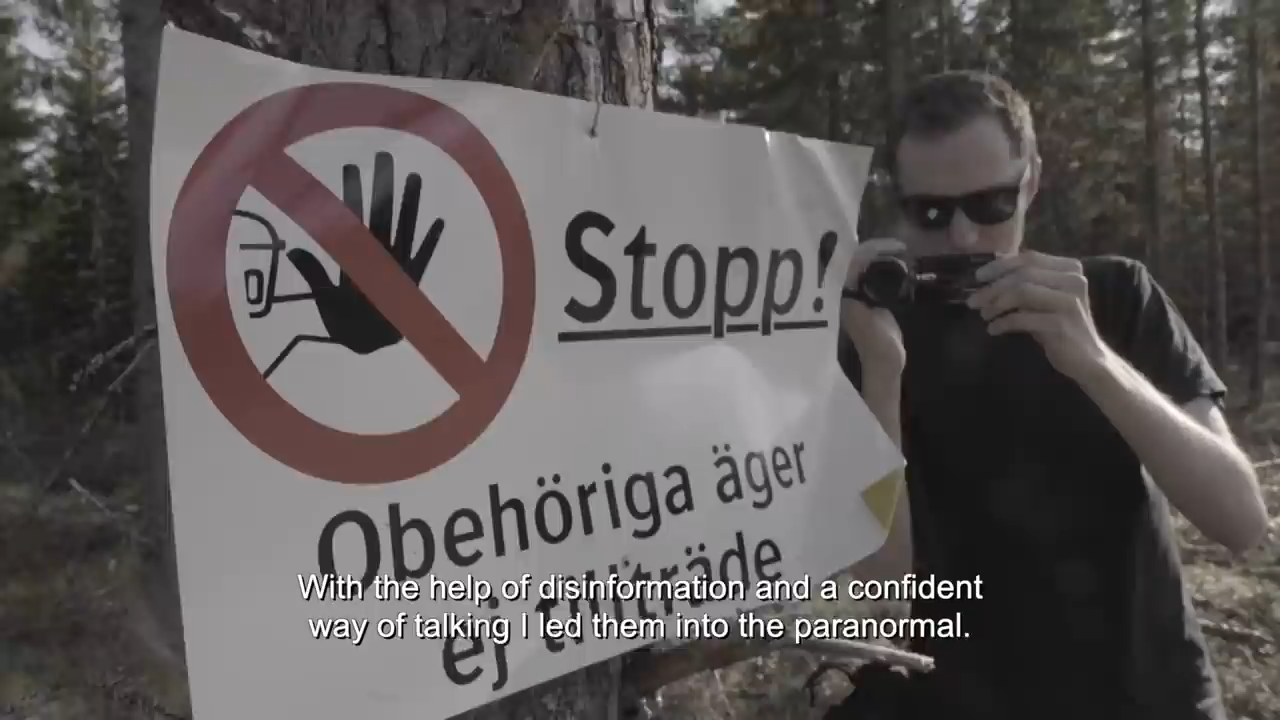 Stopp!
Obehöriga äger
ej tillträde
With the help of disinformation and a confident
way of talking I led them into the paranormal.